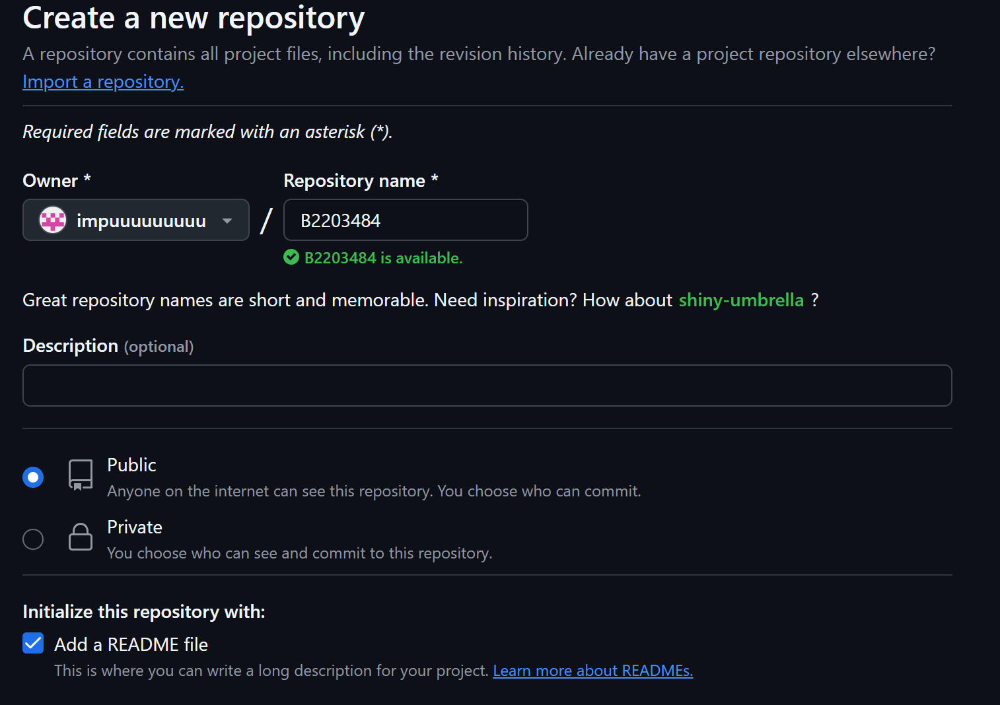 Create a new repository
A repository contains all project files, including the revision history. Already have a project repository elsewhere?
Import a repository.
Required fields are marked with an asterisk (*).
Owner *
Repository name *
impuuuuuuuuu
/
B2203484
B2203484 is available.
Great repository names are short and memorable. Need inspiration? How about shiny-umbrella ?
Description (optional)
Public
Anyone on the internet can see this repository. You choose who can commit.
Private
You choose who can see and commit to this repository.
Initialize this repository with:
Add a README file
This is where you can write a long description for your project. Learn more about READMEs.